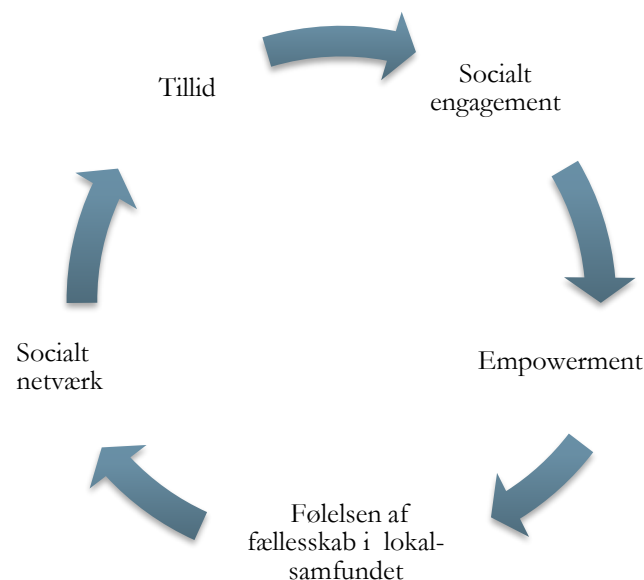 Tillid
Socialt
engagement
Empowerment
Følelsen af
fællesskab i lokal-
samfundet
Socialt
netværk